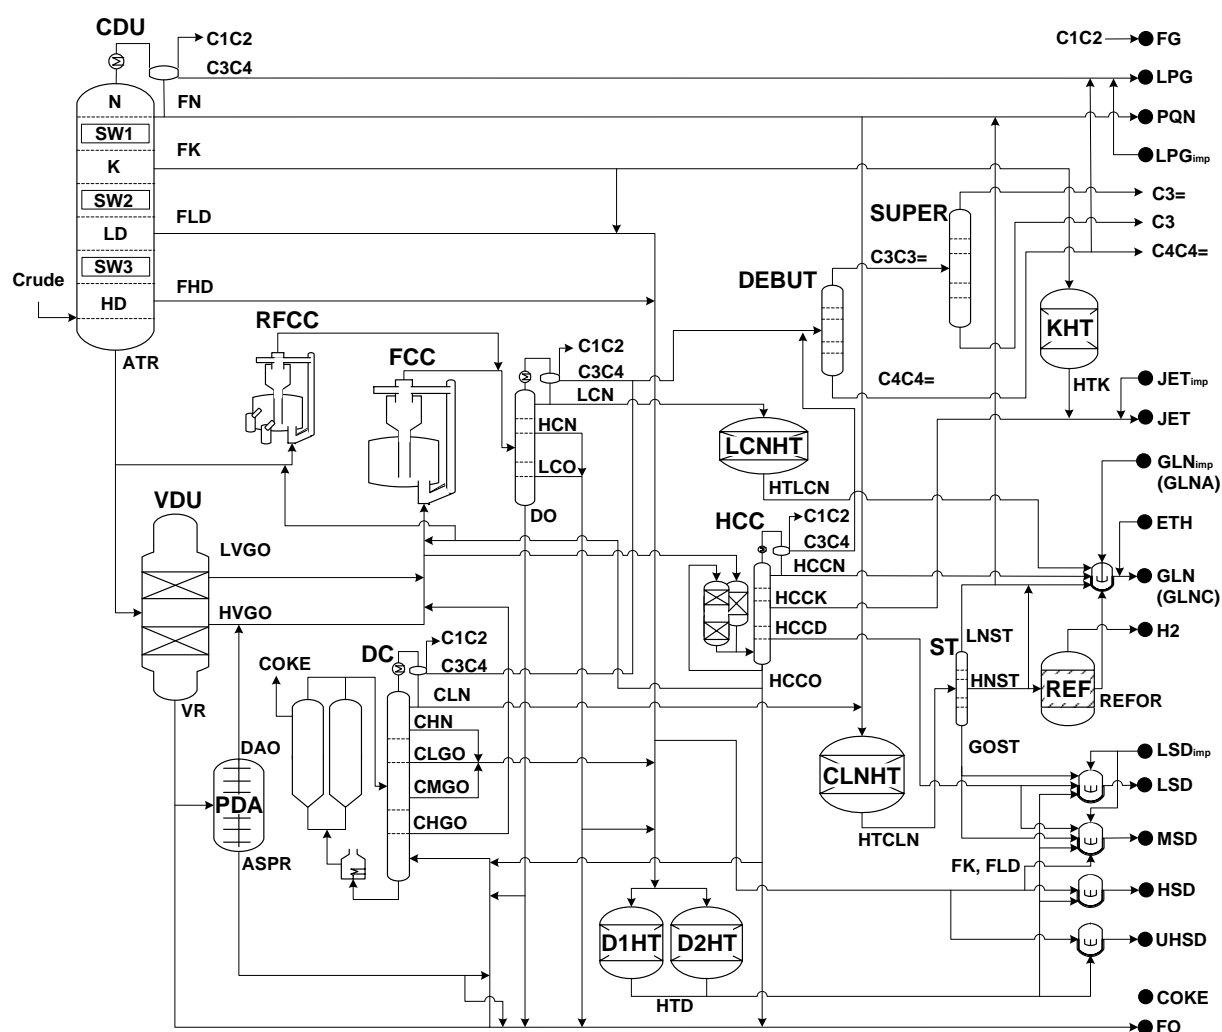 CDU
C1C2
C1C2
FG
C3C4
LPG
N
FN
PQN
SW1
FK
LPGimp
K
SW2
C3=
FLD
SUPER
C3
LD
C4C4=
SW3
C3C3=
Crude
FHD
DEBUT
HD
RFCC
KHT
FCC
C1C2
ATR
C3C4
C4C4=
HTK
JETimp
LCN
JET
HCN
LCNHT
LCO
GLNimp
(GLNA)
HTLCN
VDU
DO
HCC
C1C2
ETH
C3C4
LVGO
HCCN
GLN
(GLNC)
HCCK
HVGO
HCCD
LNST
H2
DC
C1C2
ST
COKE
C3C4
HCCO
HNST
REF
REFOR
VR
CLN
CHN
DAO
GOST
LSDimp
CLGO
CLNHT
CMGO
LSD
PDA
CHGO
HTCLN
MSD
ASPR
FK, FLD
HSD
D1HT
D2HT
UHSD
HTD
COKE
FO